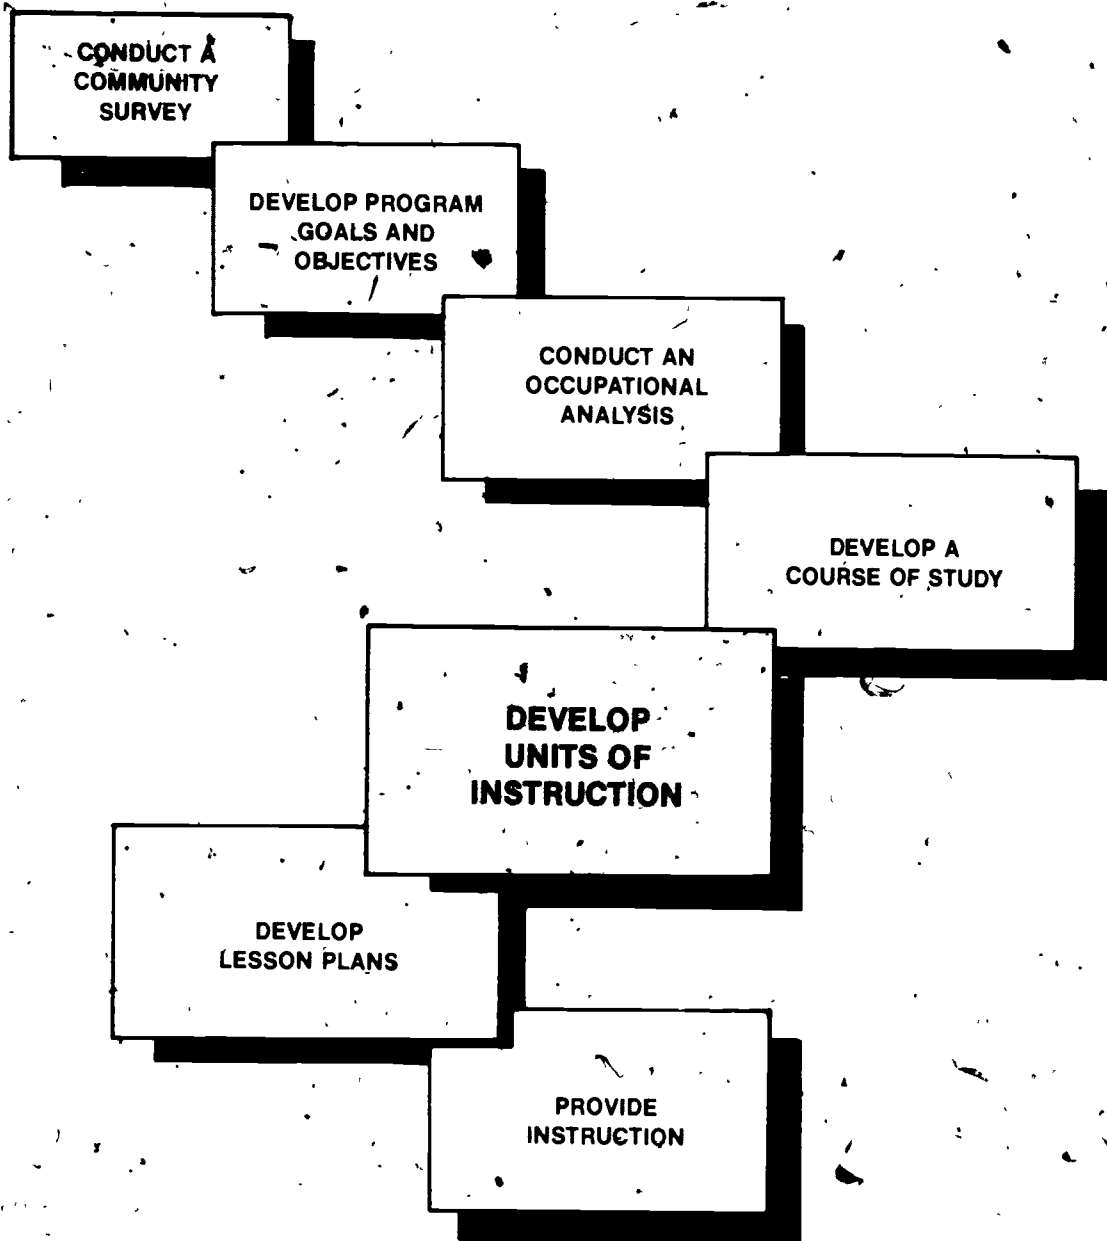 CONDUCT A
COMMUNITY
SURVEY
DEVELOP PROGRAM
GOALS AND
OBJECTIVES
CONDUCT AN
OCCUPATIONAL
ANALYSIS
DEVELOP A
COURSE OF STUDY
DEVELOP
UNITS OF
INSTRUCTION
DEVELOP
LESSON PLANS
PROVIDE
INSTRUCTION